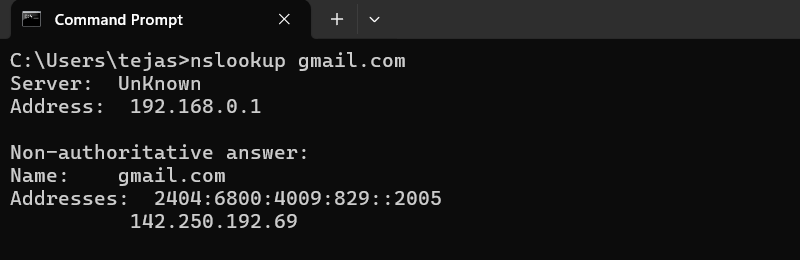 Command Prompt
C:\Users\tejas>nslookup gmail.com
Server:  UnKnown
Address:  192.168.0.1

Non-authoritative answer:
Name:    gmail.com
Addresses:  2404:6800:4009:829::2005
          142.250.192.69